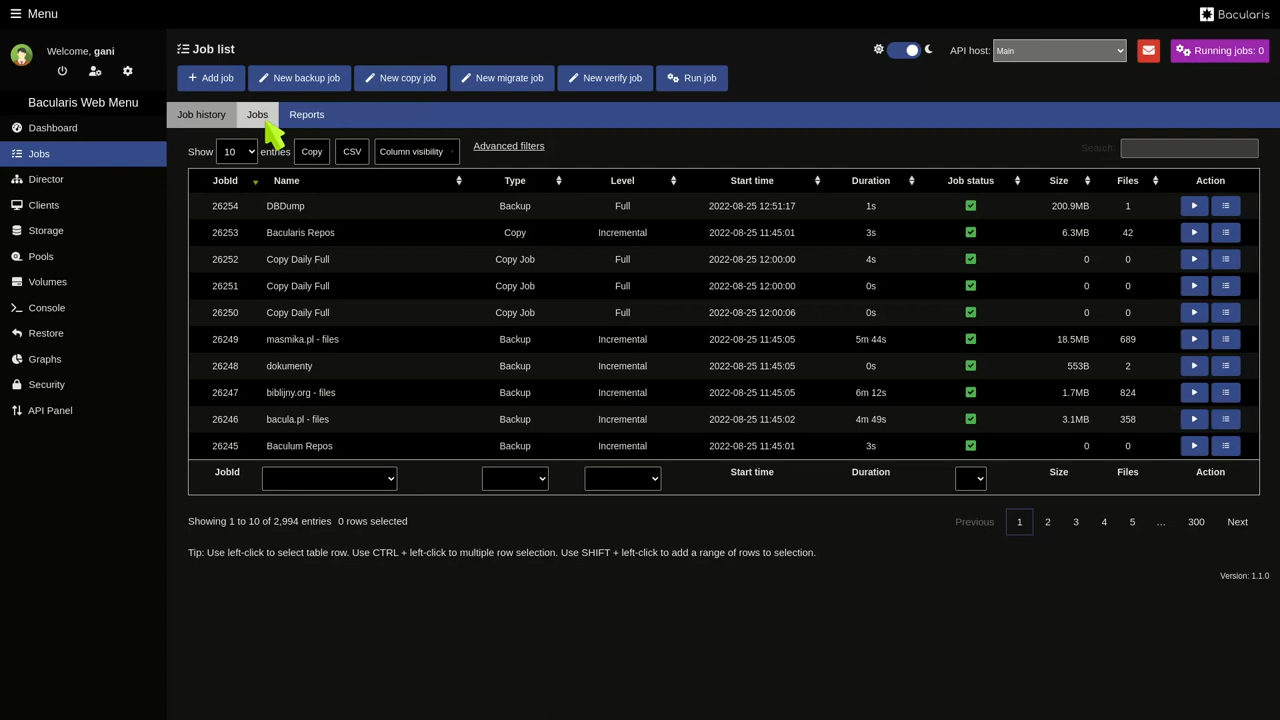 Menu
Bacularis
Welcome, gani
Bacularis Web Menu
Dashboard
Jobs
Director
Clients
Storage
Pools
Volumes
Console
Restore
Graphs
Security
API Panel
Job list
API host: Main
Running jobs: 0
Add job
New backup job
New copy job
New migrate job
New verify job
Run job
Job history
Jobs
Reports
Show 10 entries
Copy
CSV
Column visibility
Advanced filters
Search:
JobId Name Type Level Start time Duration Job status Size Files Action
26254 DBDump Backup Full 2022-08-25 12:51:17 1s 200.9MB 1
26253 Bacularis Repos Copy Incremental 2022-08-25 11:45:01 3s 6.3MB 42
26252 Copy Daily Full Copy Job Full 2022-08-25 12:00:00 4s 0 0
26251 Copy Daily Full Copy Job Full 2022-08-25 12:00:00 0s 0 0
26250 Copy Daily Full Copy Job Full 2022-08-25 12:00:06 0s 0 0
26249 masmika.pl - files Backup Incremental 2022-08-25 11:45:05 5m 44s 18.5MB 689
26248 dokumenty Backup Incremental 2022-08-25 11:45:05 0s 553B 2
26247 biblijny.org - files Backup Incremental 2022-08-25 11:45:05 6m 12s 1.7MB 824
26246 bacula.pl - files Backup Incremental 2022-08-25 11:45:02 4m 49s 3.1MB 358
26245 Baculum Repos Backup Incremental 2022-08-25 11:45:01 3s 0 0
JobId Start time Duration Size Files Action
Showing 1 to 10 of 2,994 entries 0 rows selected
Previous 1 2 3 4 5 … 300 Next
Tip: Use left-click to select table row. Use CTRL + left-click to multiple row selection. Use SHIFT + left-click to add a range of rows to selection.
Version: 1.1.0